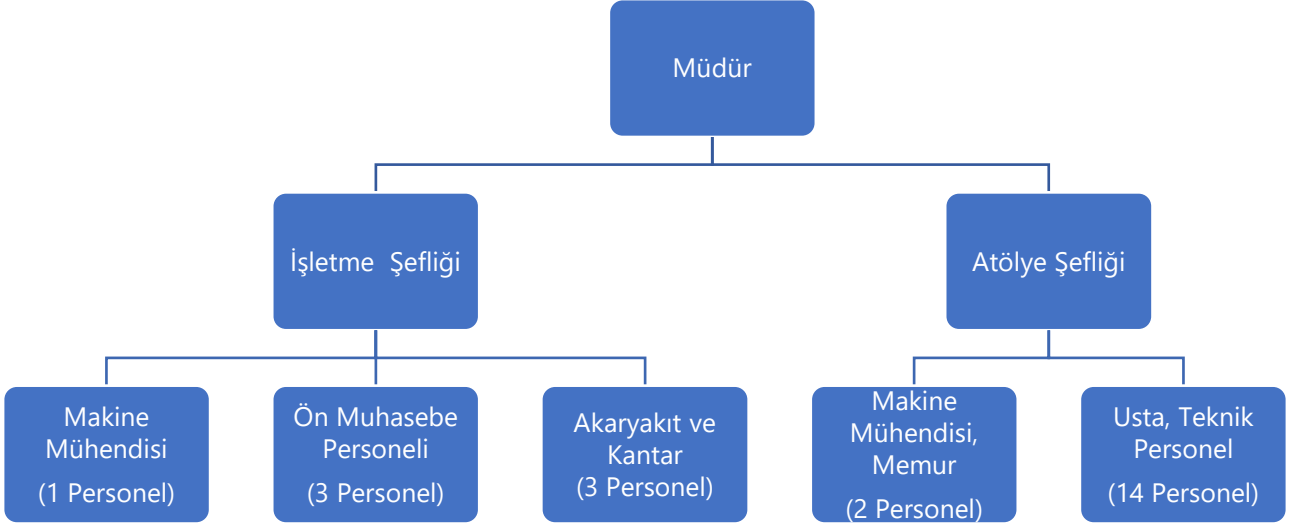 Müdür
İşletme  Şefliği
Atölye Şefliği
Makine
Mühendisi
(1 Personel)
Ön Muhasebe
Personeli
(3 Personel)
Akaryakıt ve
Kantar
(3 Personel)
Makine
Mühendisi,
Memur
(2 Personel)
Usta, Teknik
Personel
(14 Personel)